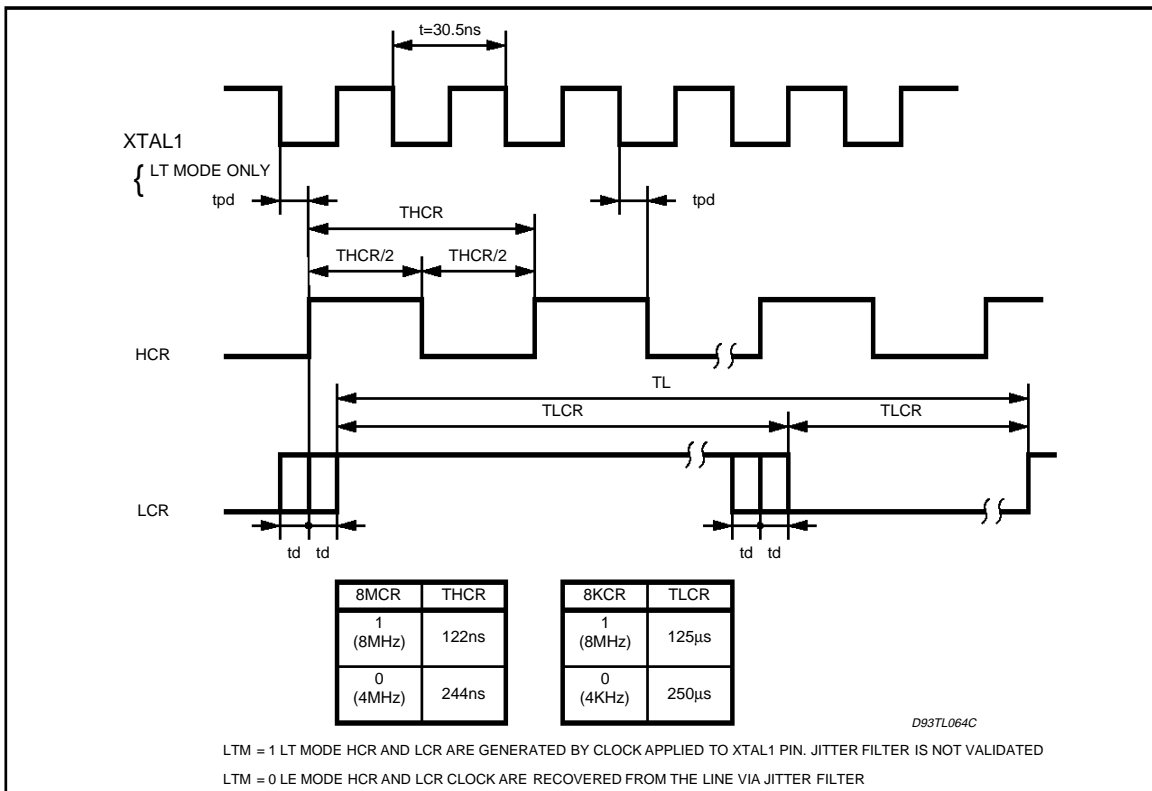 t=30.5ns
XTAL1
{ LT MODE ONLY
tpd
tpd
THCR
THCR/2 THCR/2
HCR
TL
TLCR TLCR
LCR
td td td td
8MCR THCR
1 (8MHz) 122ns
0 (4MHz) 244ns
8KCR TLCR
1 (8MHz) 125µs
0 (4KHz) 250µs
D93TL064C
LTM = 1 LT MODE HCR AND LCR ARE GENERATED BY CLOCK APPLIED TO XTAL1 PIN. JITTER FILTER IS NOT VALIDATED
LTM = 0 LE MODE HCR AND LCR CLOCK ARE RECOVERED FROM THE LINE VIA JITTER FILTER